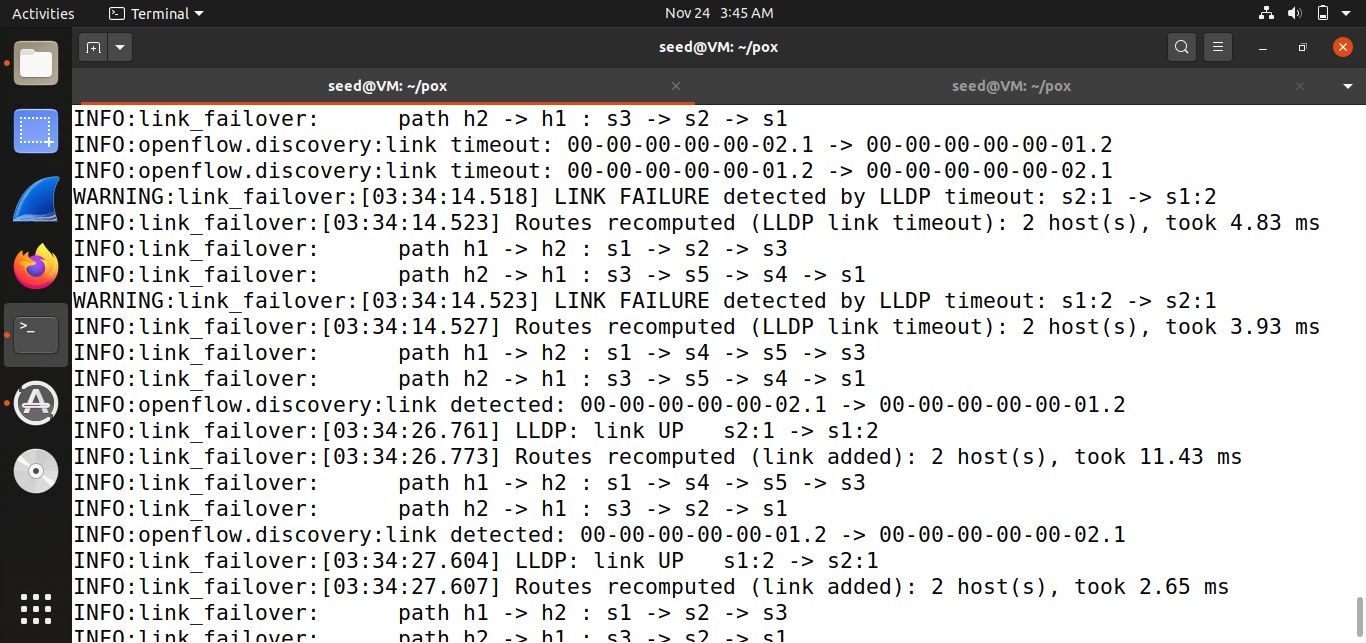 Activities Terminal Nov 24 3:45 AM
seed@VM: ~/pox
seed@VM: ~/pox × seed@VM: ~/pox ×
INFO:link_failover:      path h2 -> h1 : s3 -> s2 -> s1
INFO:openflow.discovery:link timeout: 00-00-00-00-00-02.1 -> 00-00-00-00-00-01.2
INFO:openflow.discovery:link timeout: 00-00-00-00-00-01.2 -> 00-00-00-00-00-02.1
WARNING:link_failover:[03:34:14.518] LINK FAILURE detected by LLDP timeout: s2:1 -> s1:2
INFO:link_failover:[03:34:14.523] Routes recomputed (LLDP link timeout): 2 host(s), took 4.83 ms
INFO:link_failover:      path h1 -> h2 : s1 -> s2 -> s3
INFO:link_failover:      path h2 -> h1 : s3 -> s5 -> s4 -> s1
WARNING:link_failover:[03:34:14.523] LINK FAILURE detected by LLDP timeout: s1:2 -> s2:1
INFO:link_failover:[03:34:14.527] Routes recomputed (LLDP link timeout): 2 host(s), took 3.93 ms
INFO:link_failover:      path h1 -> h2 : s1 -> s4 -> s5 -> s3
INFO:link_failover:      path h2 -> h1 : s3 -> s5 -> s4 -> s1
INFO:openflow.discovery:link detected: 00-00-00-00-00-02.1 -> 00-00-00-00-00-01.2
INFO:link_failover:[03:34:26.761] LLDP: link UP   s2:1 -> s1:2
INFO:link_failover:[03:34:26.773] Routes recomputed (link added): 2 host(s), took 11.43 ms
INFO:link_failover:      path h1 -> h2 : s1 -> s4 -> s5 -> s3
INFO:link_failover:      path h2 -> h1 : s3 -> s2 -> s1
INFO:openflow.discovery:link detected: 00-00-00-00-00-01.2 -> 00-00-00-00-00-02.1
INFO:link_failover:[03:34:27.604] LLDP: link UP   s1:2 -> s2:1
INFO:link_failover:[03:34:27.607] Routes recomputed (link added): 2 host(s), took 2.65 ms
INFO:link_failover:      path h1 -> h2 : s1 -> s2 -> s3
INFO:link_failover:      path h2 -> h1 : s3 -> s2 -> s1